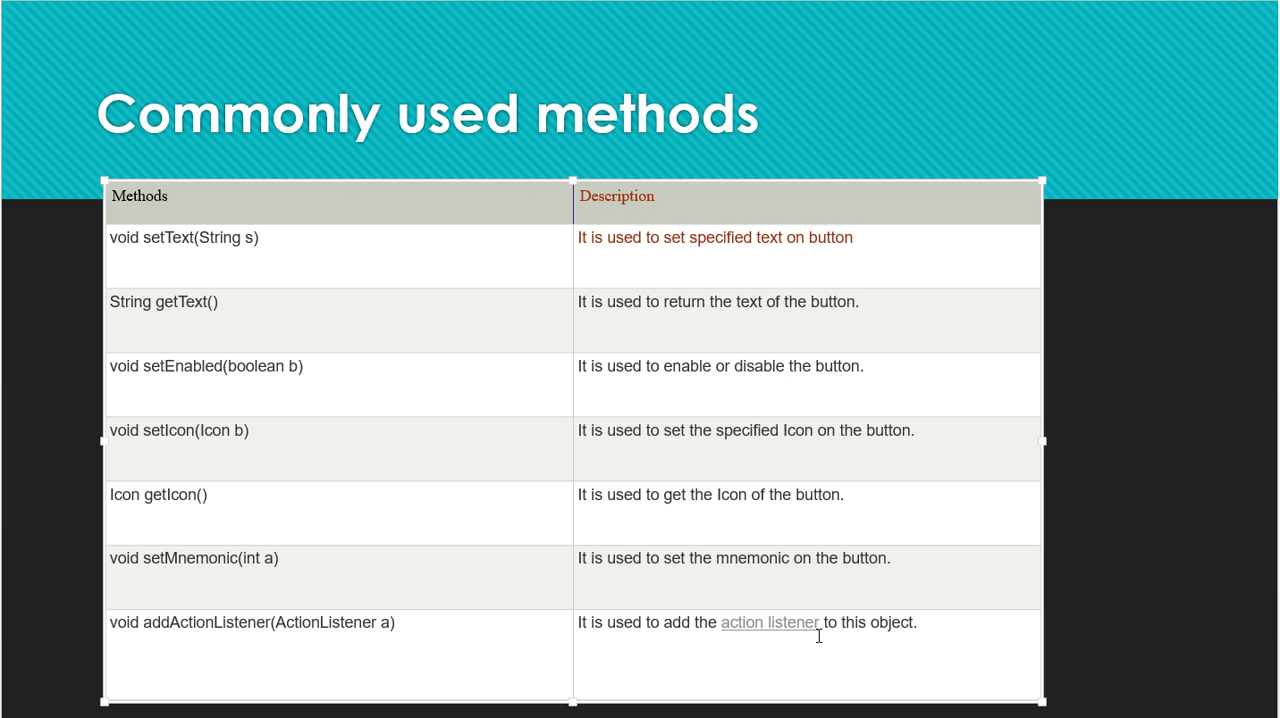 Commonly used methods
Methods Description
void setText(String s) It is used to set specified text on button
String getText() It is used to return the text of the button.
void setEnabled(boolean b) It is used to enable or disable the button.
void setIcon(Icon b) It is used to set the specified Icon on the button.
Icon getIcon() It is used to get the Icon of the button.
void setMnemonic(int a) It is used to set the mnemonic on the button.
void addActionListener(ActionListener a) It is used to add the action listener to this object.